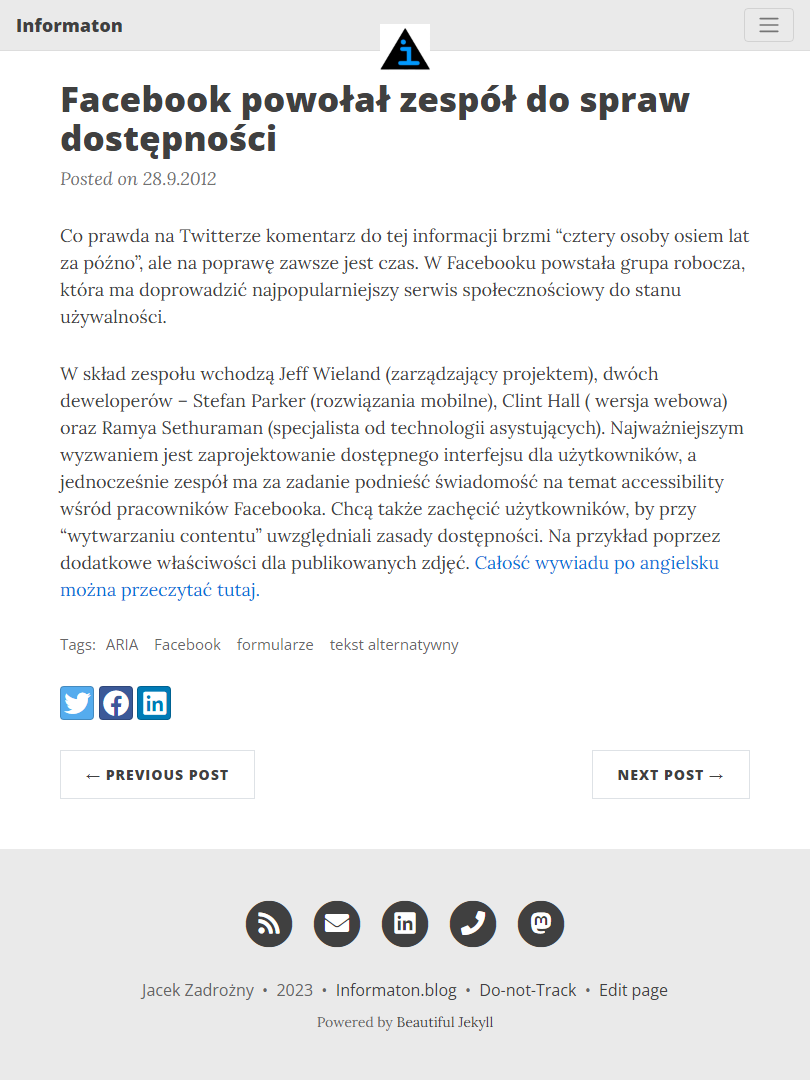 Informaton
i
Facebook powołał zespół do spraw
dostępności
Posted on 28.9.2012
Co prawda na Twitterze komentarz do tej informacji brzmi “cztery osoby osiem lat
za późno”, ale na poprawę zawsze jest czas. W Facebooku powstała grupa robocza,
która ma doprowadzić najpopularniejszy serwis społecznościowy do stanu
używalności.
W skład zespołu wchodzą Jeff Wieland (zarządzający projektem), dwóch
deweloperów – Stefan Parker (rozwiązania mobilne), Clint Hall ( wersja webowa)
oraz Ramya Sethuraman (specjalista od technologii asystujących). Najważniejszym
wyzwaniem jest zaprojektowanie dostępnego interfejsu dla użytkowników, a
jednocześnie zespół ma za zadanie podnieść świadomość na temat accessibility
wśród pracowników Facebooka. Chcą także zachęcić użytkowników, by przy
“wytwarzaniu contentu” uwzględniali zasady dostępności. Na przykład poprzez
dodatkowe właściwości dla publikowanych zdjęć. Całość wywiadu po angielsku
można przeczytać tutaj.
Tags: ARIA Facebook formularze tekst alternatywny
← PREVIOUS POST NEXT POST →
Jacek Zadrożny • 2023 • Informaton.blog • Do-not-Track • Edit page
Powered by Beautiful Jekyll